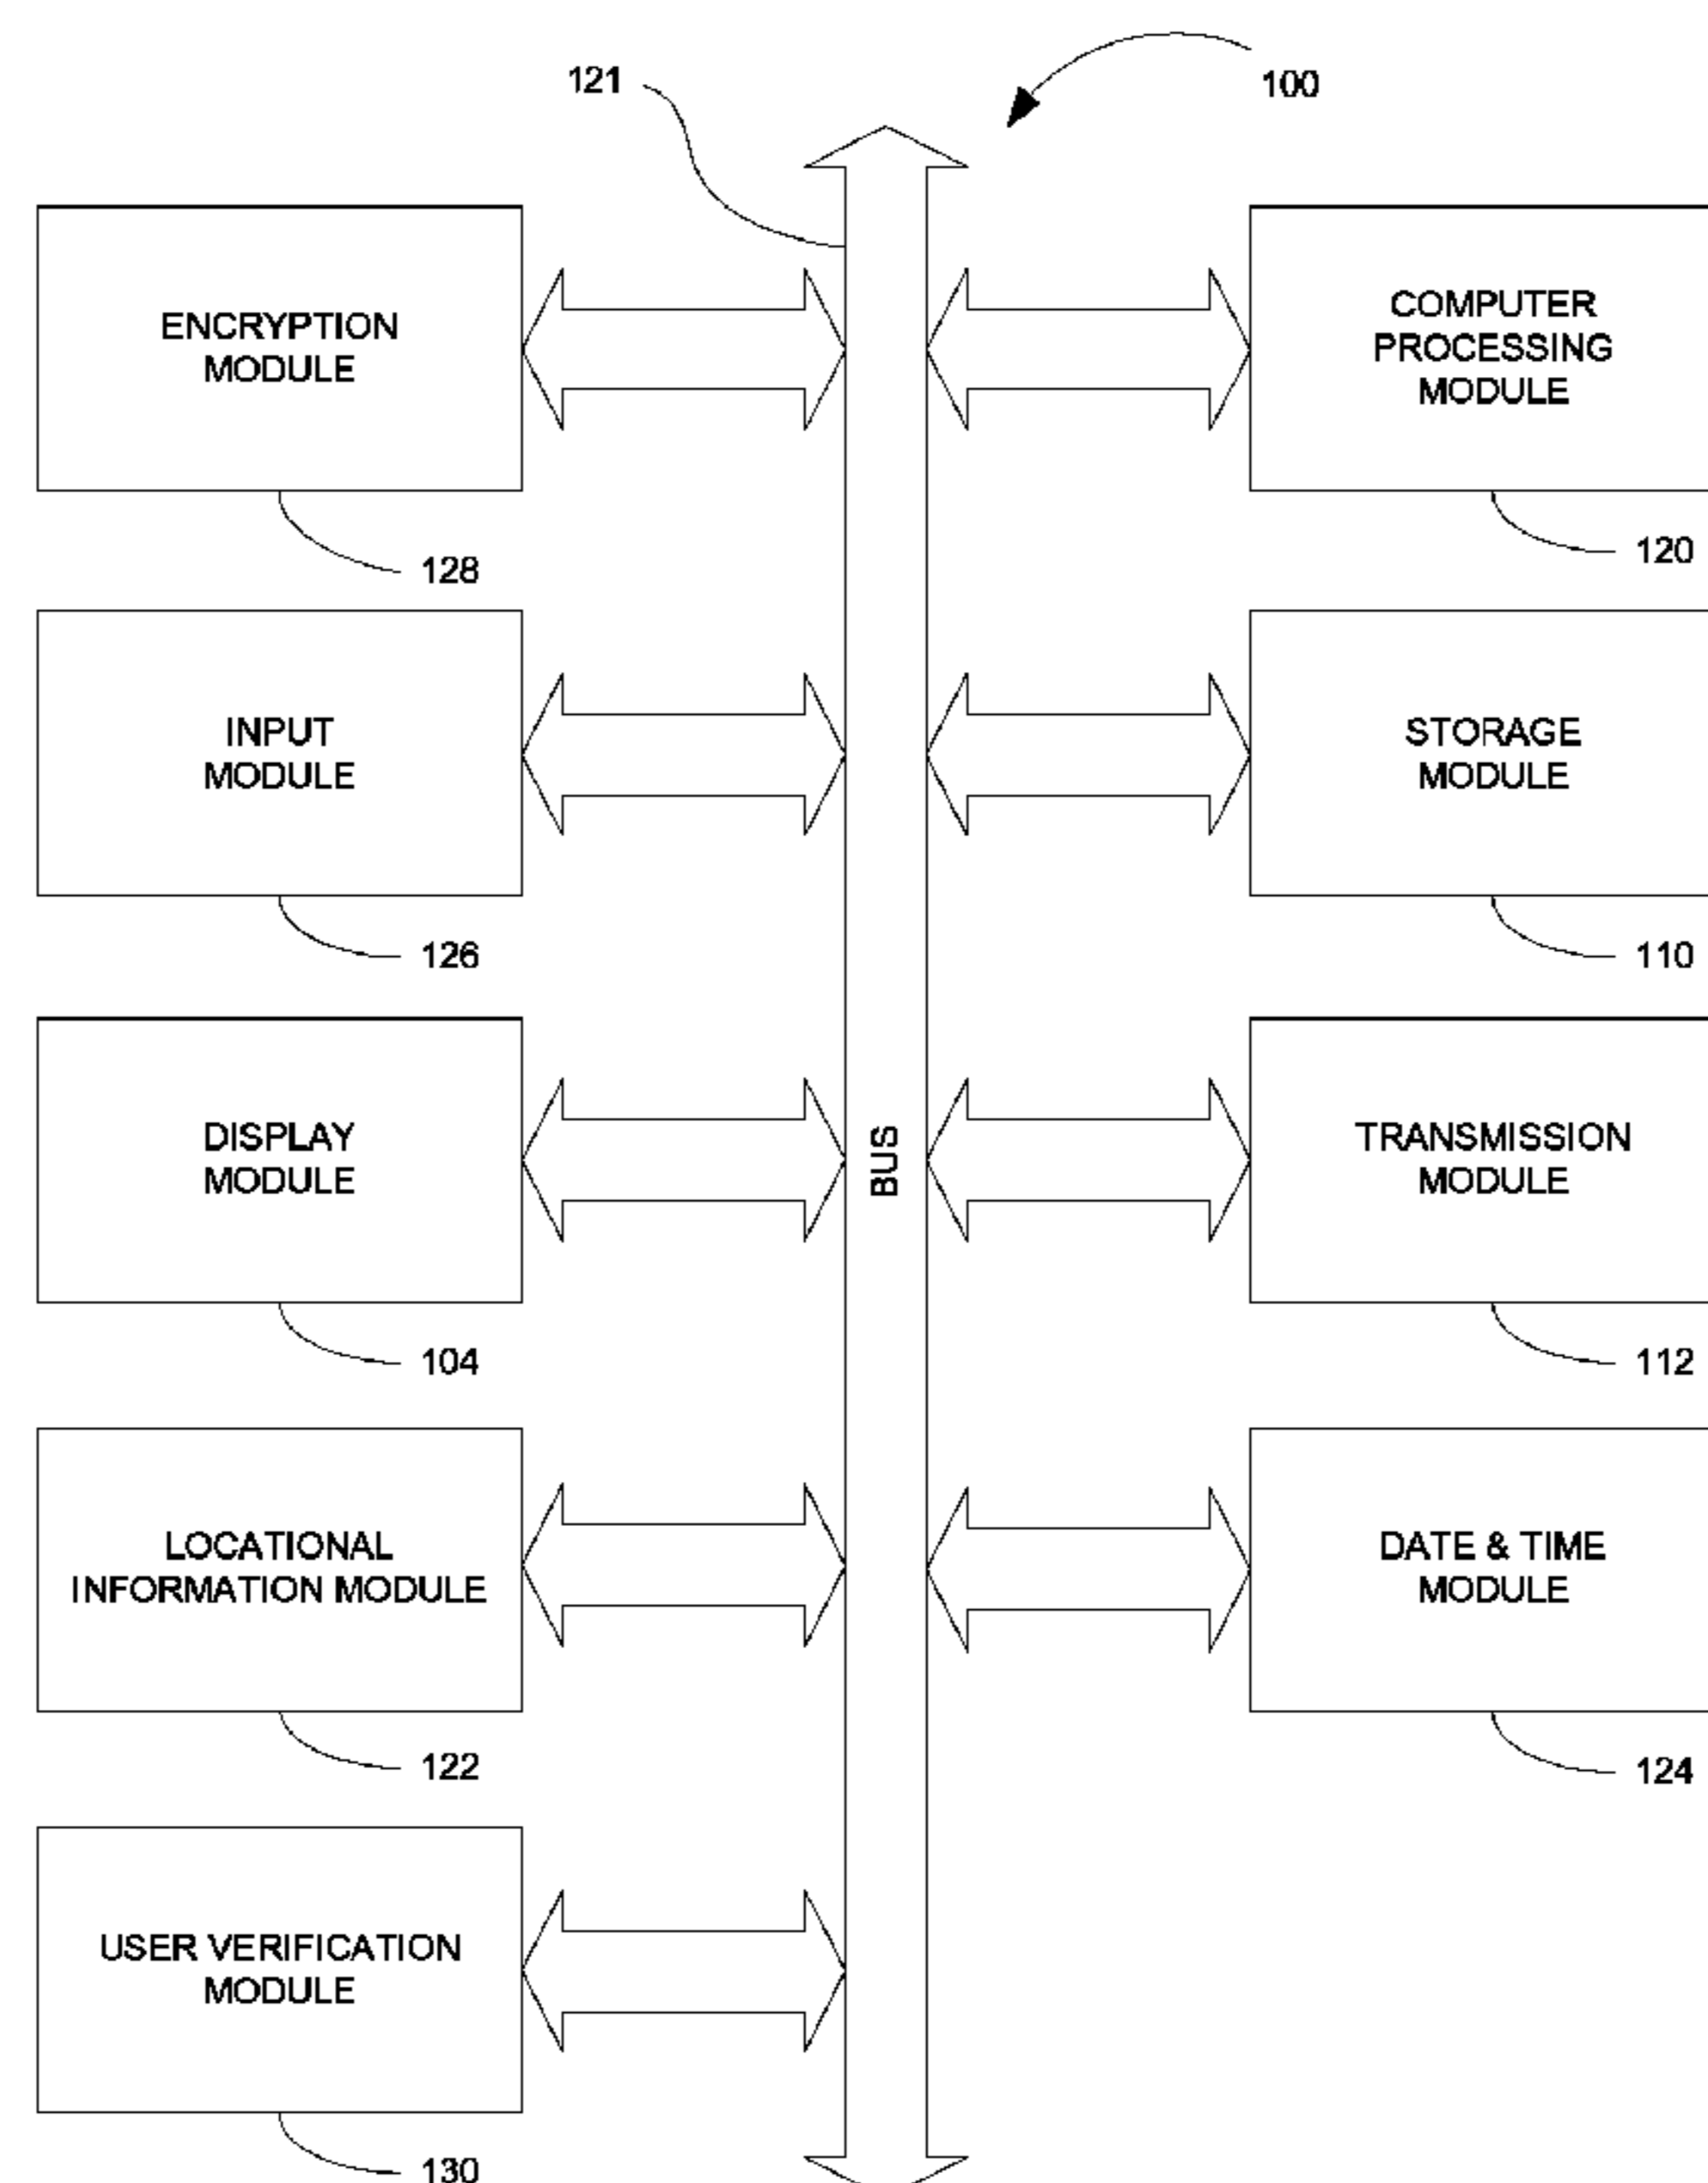 121
100
ENCRYPTION
MODULE
128
COMPUTER
PROCESSING
MODULE
120
INPUT
MODULE
126
STORAGE
MODULE
110
DISPLAY
MODULE
104
BUS
TRANSMISSION
MODULE
112
LOCATIONAL
INFORMATION MODULE
122
DATE & TIME
MODULE
124
USER VERIFICATION
MODULE
130